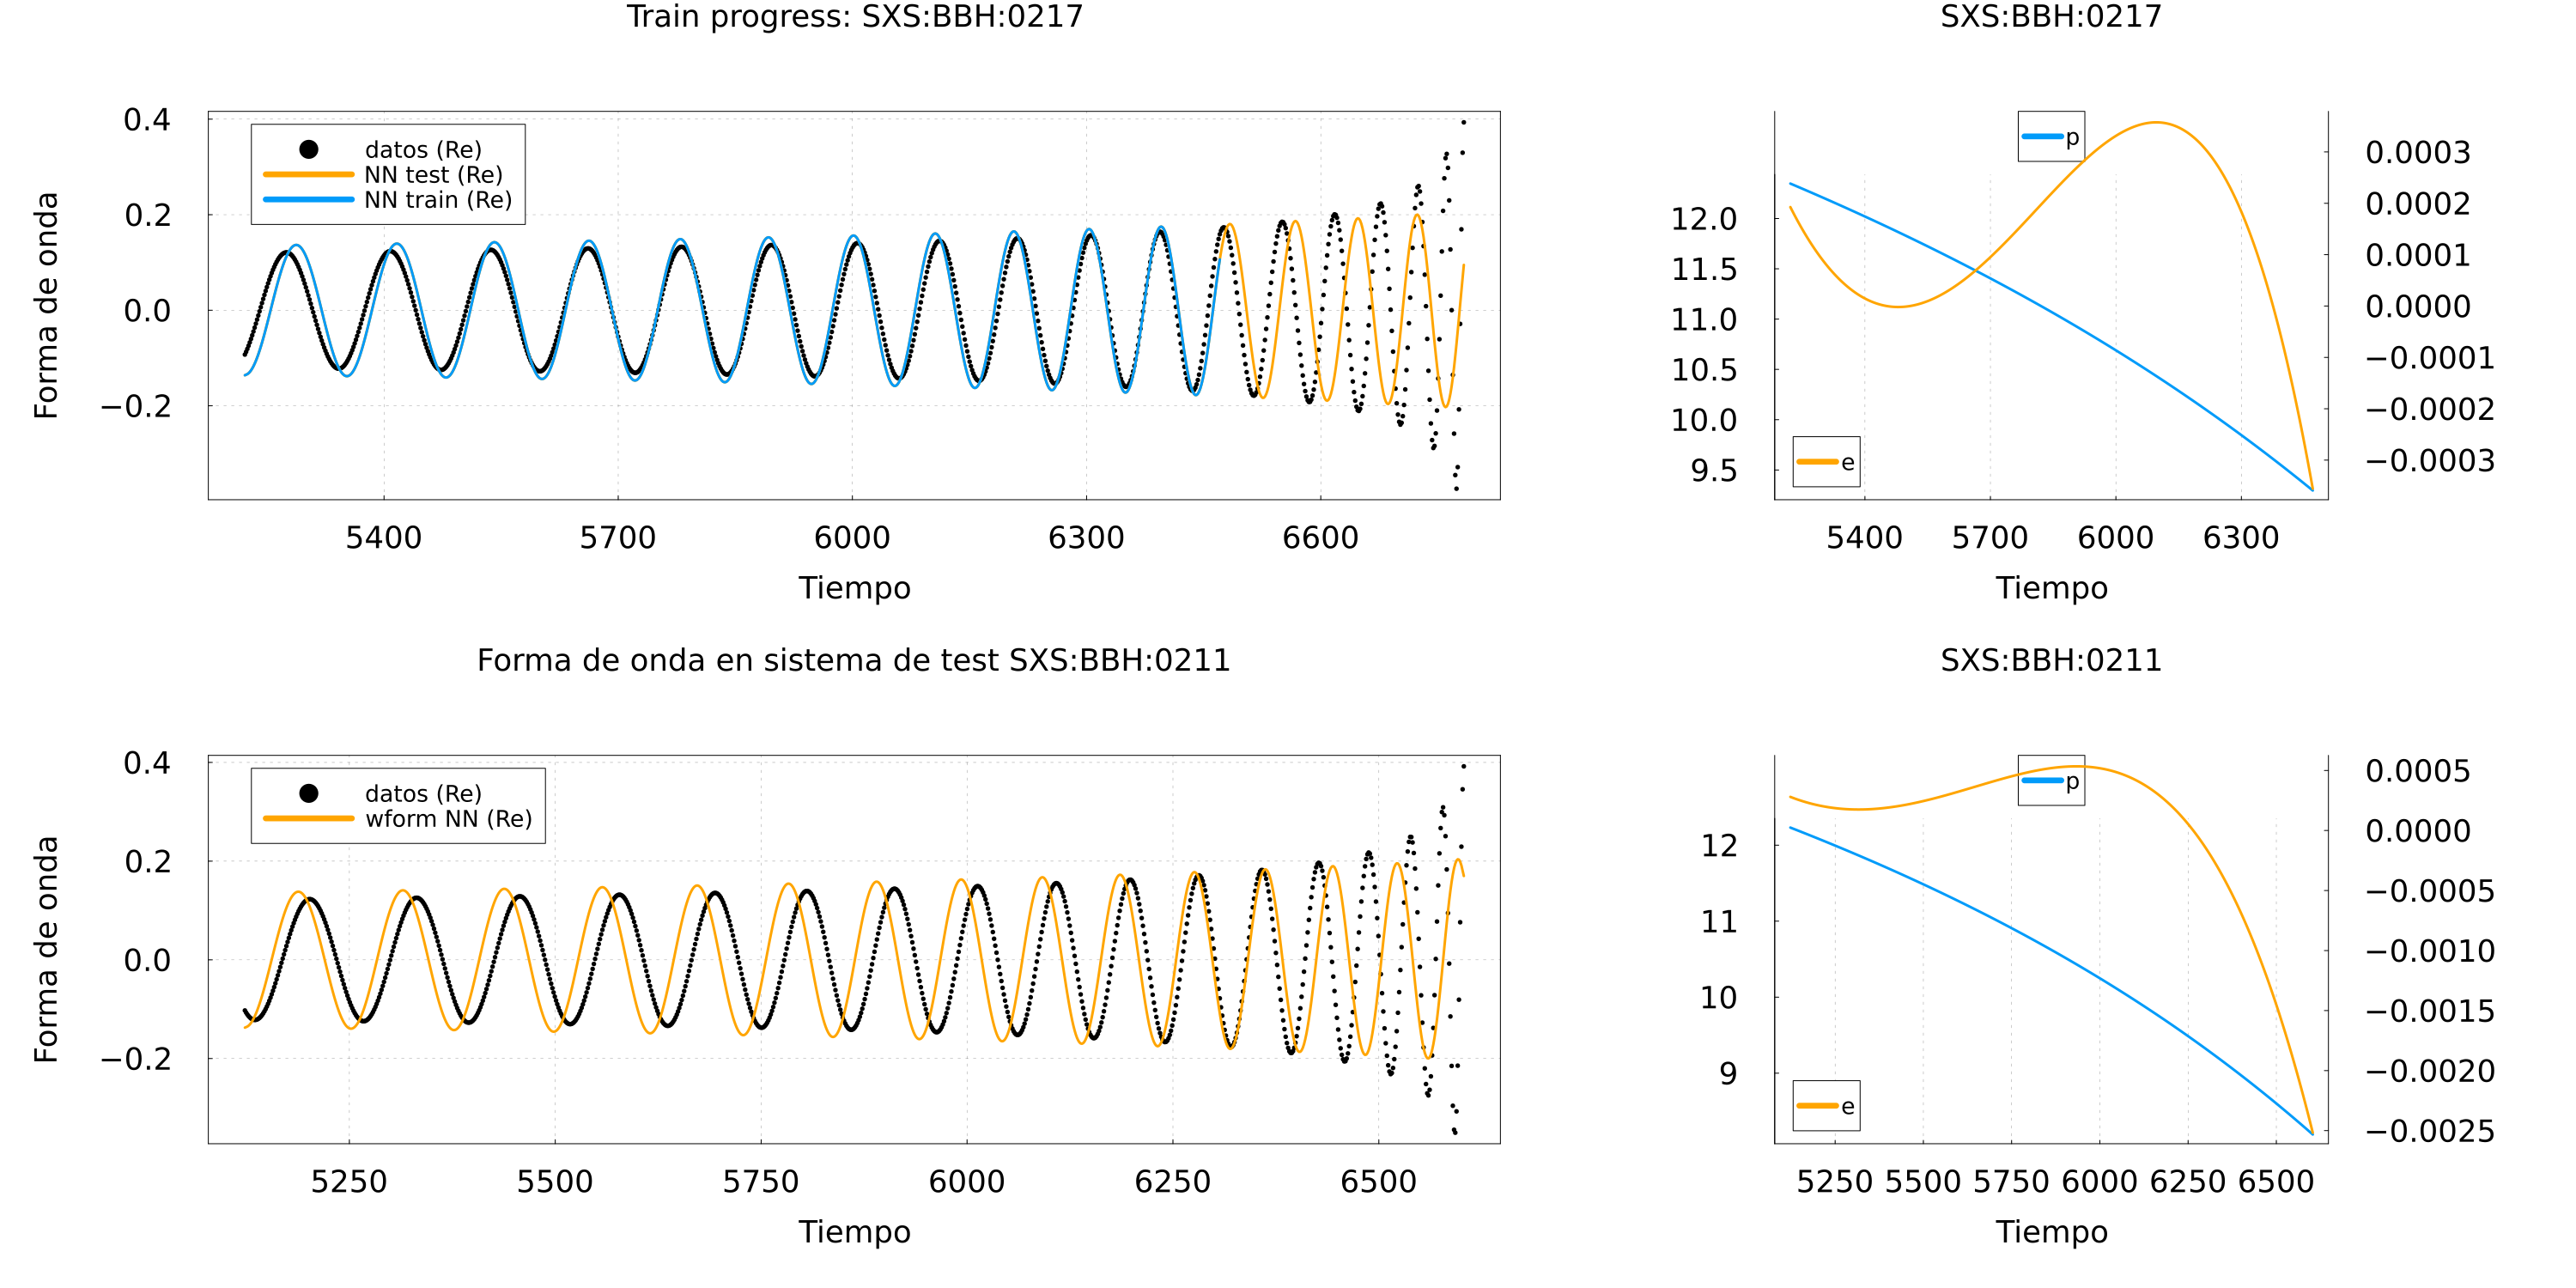 Train progress: SXS:BBH:0217
0.4
0.2
0.0
−0.2
Forma de onda
datos (Re)
NN test (Re)
NN train (Re)
5400 5700 6000 6300 6600
Tiempo
SXS:BBH:0217
12.0
11.5
11.0
10.5
10.0
9.5
p
e
0.0003
0.0002
0.0001
0.0000
−0.0001
−0.0002
−0.0003
5400 5700 6000 6300
Tiempo
Forma de onda en sistema de test SXS:BBH:0211
0.4
0.2
0.0
−0.2
Forma de onda
datos (Re)
wform NN (Re)
5250 5500 5750 6000 6250 6500
Tiempo
SXS:BBH:0211
12
11
10
9
p
e
0.0005
0.0000
−0.0005
−0.0010
−0.0015
−0.0020
−0.0025
5250 5500 5750 6000 6250 6500
Tiempo